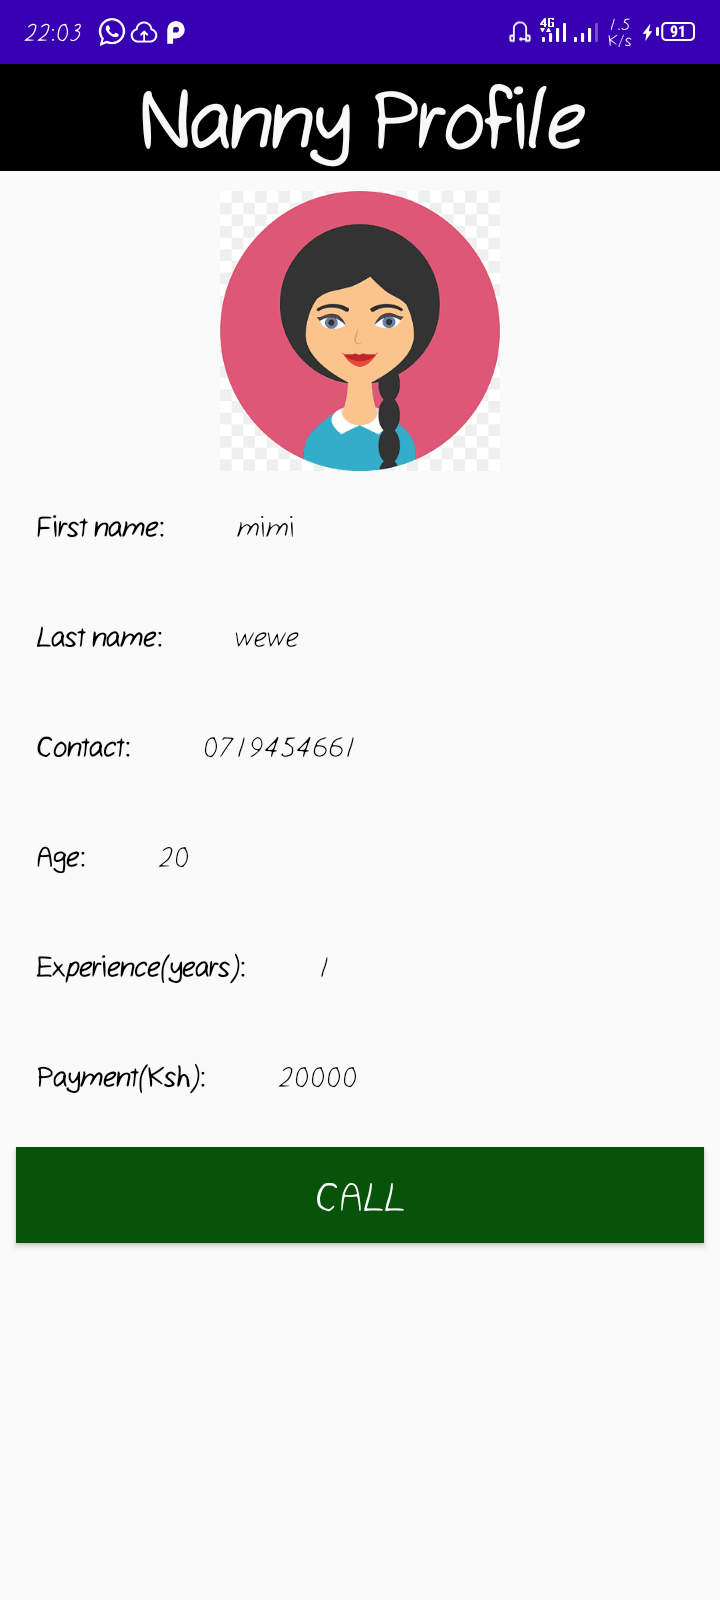 22:03 4G 1.5 K/s 91
Nanny Profile
First name: mimi
Last name: wewe
Contact: 0719454661
Age: 20
Experience(years): 1
Payment(Ksh): 20000
CALL